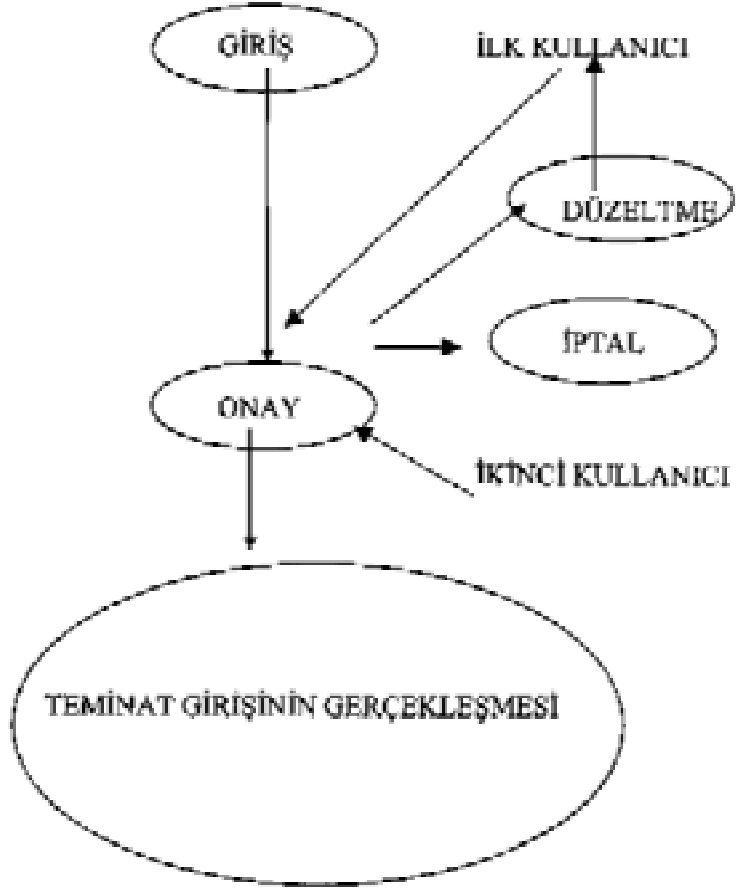 GİRİŞ
İLK KULLANICI
DÜZELTME
İPTAL
ONAY
İKİNCİ KULLANICI
TEMİNAT GİRİŞİNİN GERÇEKLEŞMESİ